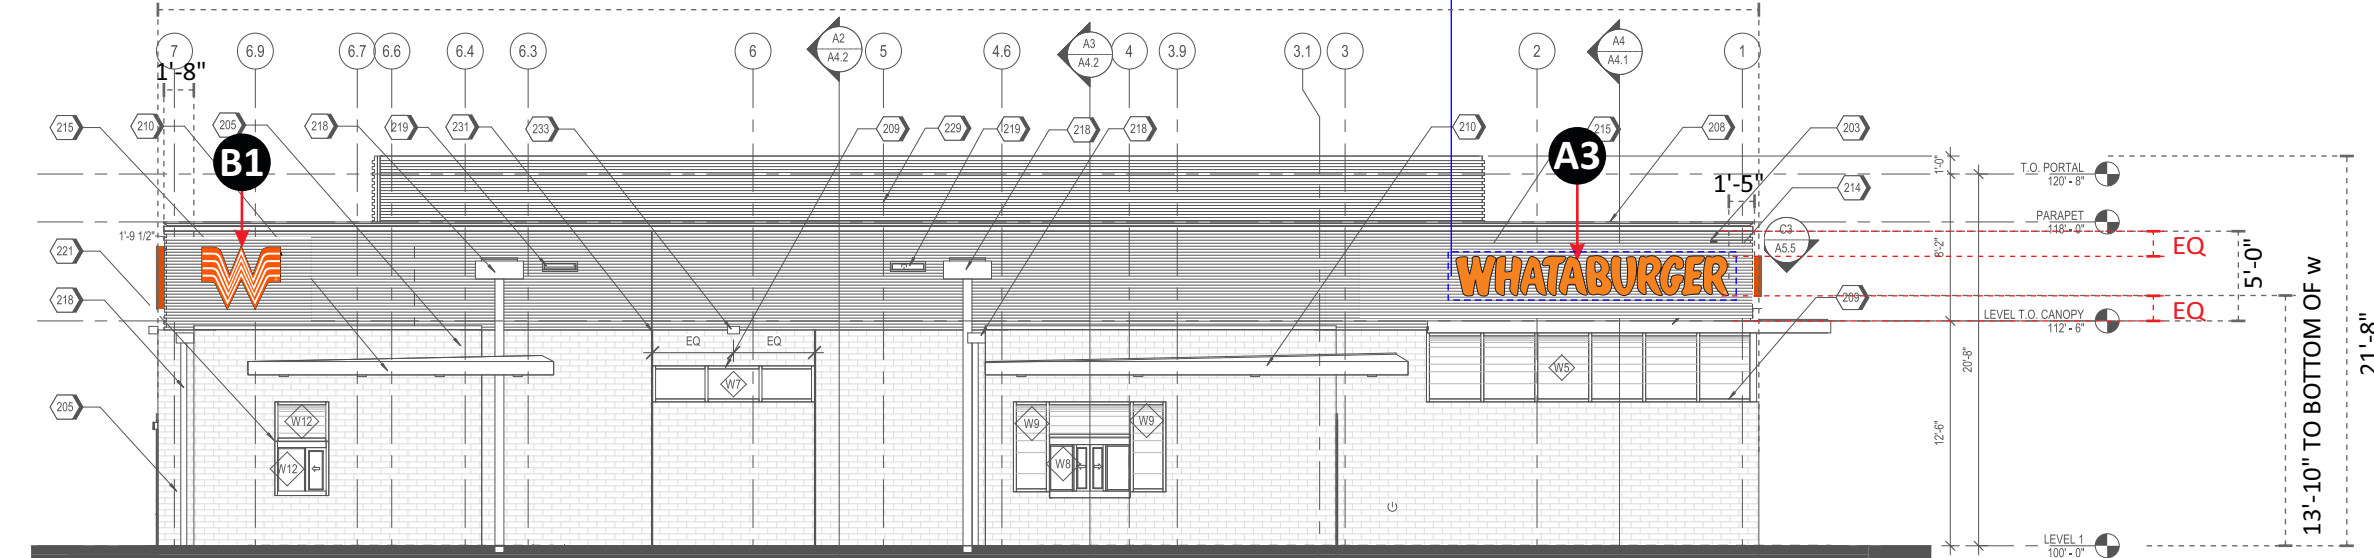 7
6.9
6.7
6.6
6.4
6.3
6
A2
A4.2
5
4.6
A3
A4.2
4
3.9
3.1
3
2
A4
A4.1
1
1'-8"
215
210
205
218
219
231
233
209
229
219
218
218
210
215
208
203
B1
A3
1'-0"
T.O. PORTAL
120' - 8"
1'-5"
214
PARAPET
118' - 0"
1'-9 1/2"
C3
A5.5
8'-2"
EQ
5'-0"
221
W
WHATABURGER
218
209
EQ
LEVEL T.O. CANOPY
112' - 6"
EQ
EQ
W7
W5
20'-8"
21'-8"
13'-10" TO BOTTOM OF W
205
W12
W9
W9
12'-6"
W12
W8
LEVEL 1
100' - 0"